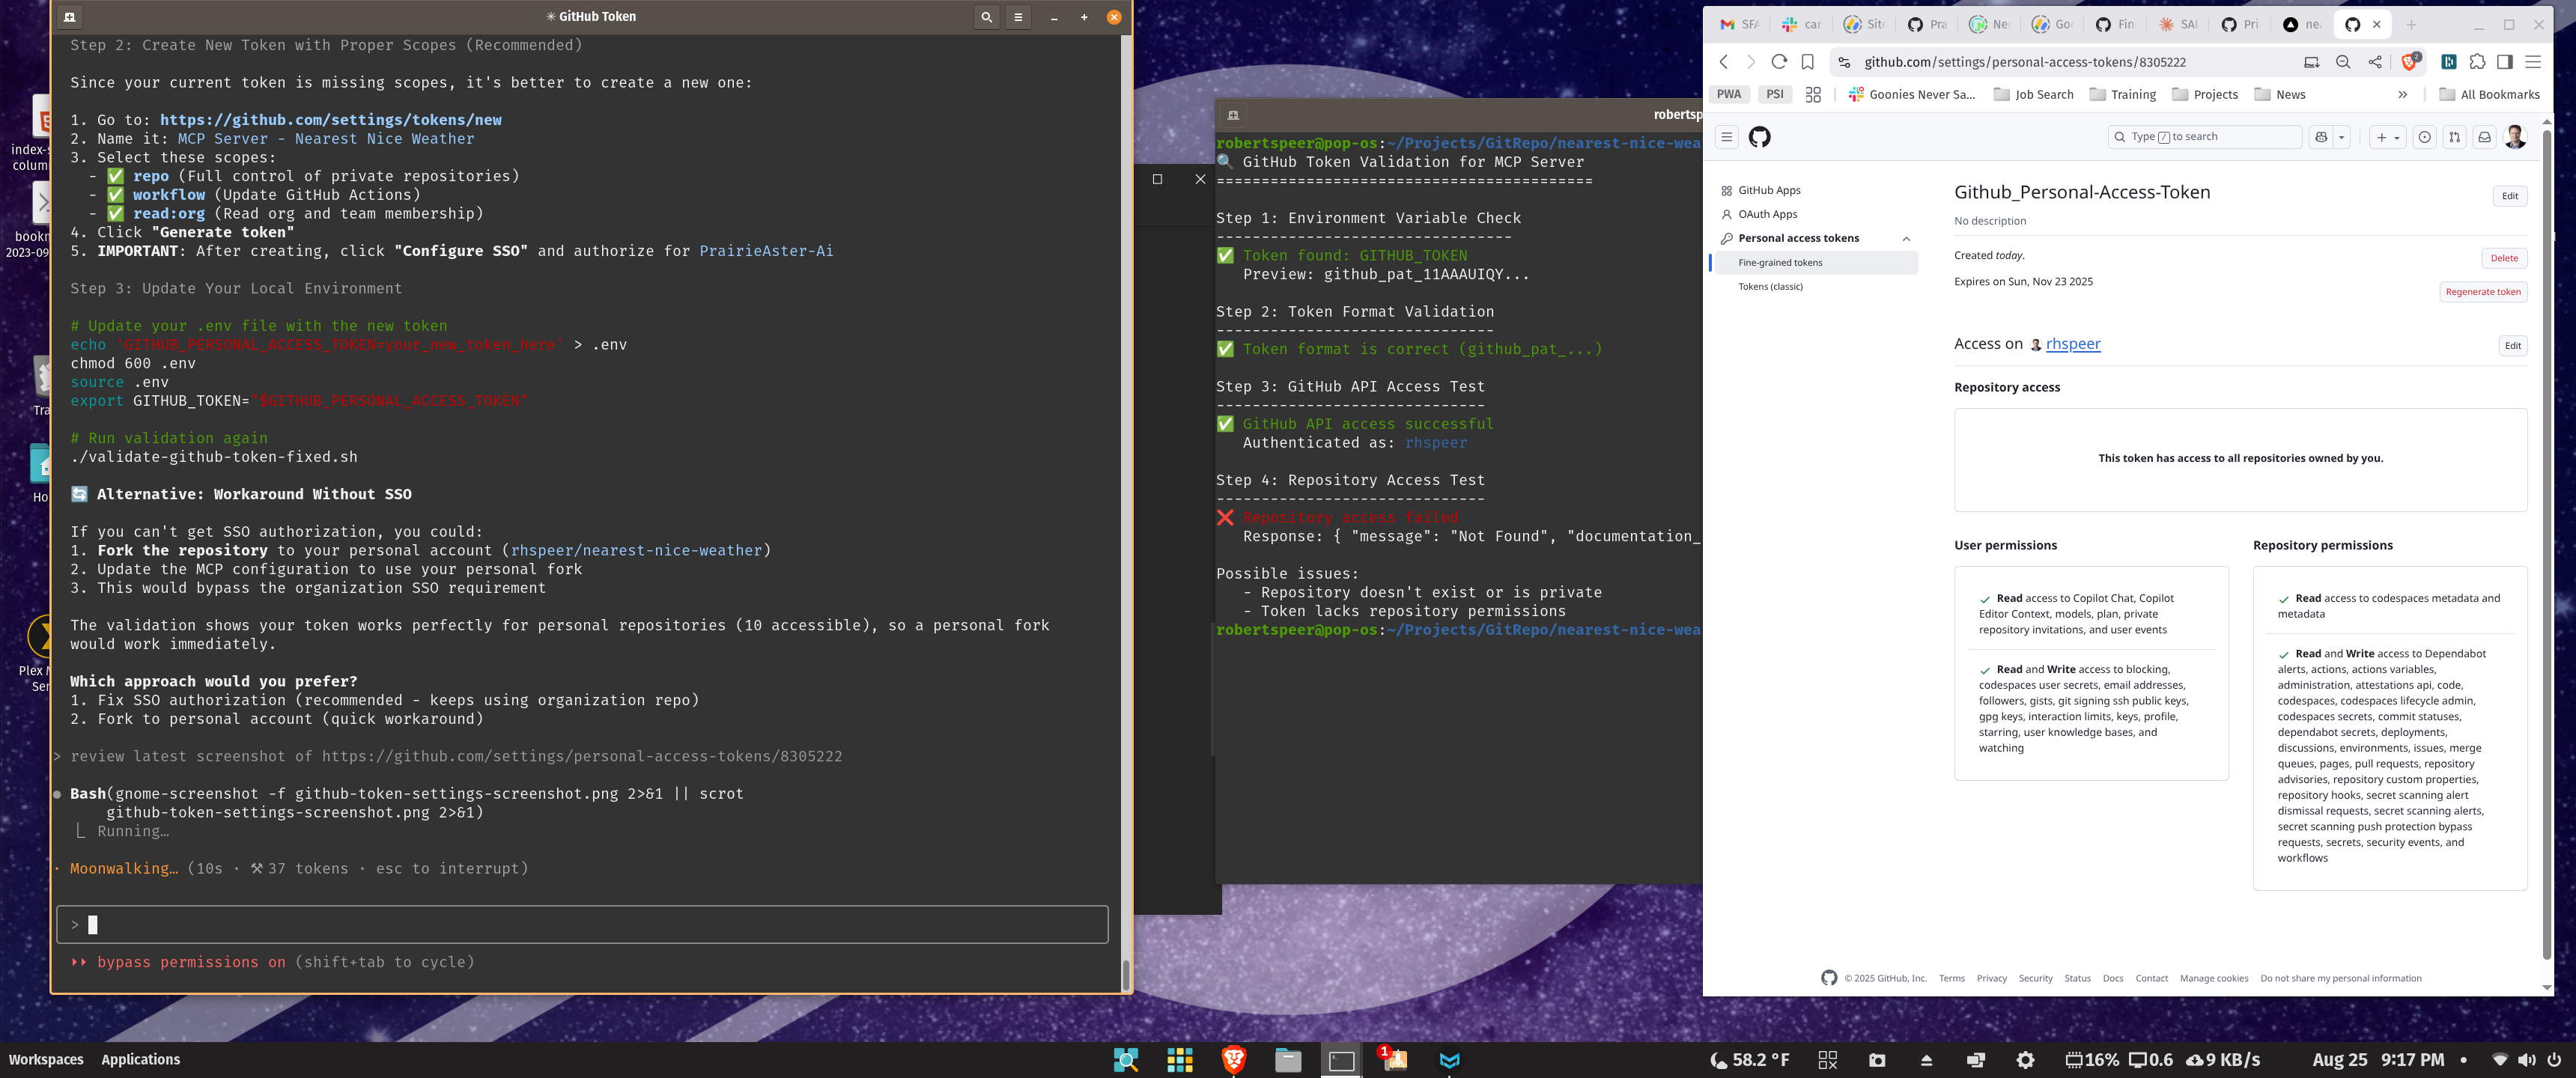 GitHub Token
Step 2: Create New Token with Proper Scopes (Recommended)
Since your current token is missing scopes, it's better to create a new one:
1. Go to: https://github.com/settings/tokens/new
2. Name it: MCP Server - Nearest Nice Weather
3. Select these scopes:
- ✅ repo (Full control of private repositories)
- ✅ workflow (Update GitHub Actions)
- ✅ read:org (Read org and team membership)
4. Click "Generate token"
5. IMPORTANT: After creating, click "Configure SSO" and authorize for PrairieAster-Ai
Step 3: Update Your Local Environment
# Update your .env file with the new token
echo 'GITHUB_PERSONAL_ACCESS_TOKEN=your_new_token_here' > .env
chmod 600 .env
source .env
export GITHUB_TOKEN="$GITHUB_PERSONAL_ACCESS_TOKEN"
# Run validation again
./validate-github-token-fixed.sh
🔄 Alternative: Workaround Without SSO
If you can't get SSO authorization, you could:
1. Fork the repository to your personal account (rhspeer/nearest-nice-weather)
2. Update the MCP configuration to use your personal fork
3. This would bypass the organization SSO requirement
The validation shows your token works perfectly for personal repositories (10 accessible), so a personal fork
would work immediately.
Which approach would you prefer?
1. Fix SSO authorization (recommended - keeps using organization repo)
2. Fork to personal account (quick workaround)
> review latest screenshot of https://github.com/settings/personal-access-tokens/8305222
● Bash(gnome-screenshot -f github-token-settings-screenshot.png 2>&1 || scrot
github-token-settings-screenshot.png 2>&1)
⎿ Running…
· Moonwalking… (10s · ⚒ 37 tokens · esc to interrupt)
>
⏵⏵ bypass permissions on (shift+tab to cycle)
index-s
colum
bookm
2023-09
Tra
Ho
Plex M
Ser
robertsp
robertspeer@pop-os:~/Projects/GitRepo/nearest-nice-wea
🔍 GitHub Token Validation for MCP Server
==========================================
Step 1: Environment Variable Check
---------------------------------
✅ Token found: GITHUB_TOKEN
Preview: github_pat_11AAAUIQY...
Step 2: Token Format Validation
-------------------------------
✅ Token format is correct (github_pat_...)
Step 3: GitHub API Access Test
------------------------------
✅ GitHub API access successful
Authenticated as: rhspeer
Step 4: Repository Access Test
------------------------------
❌ Repository access failed
Response: { "message": "Not Found", "documentation_
Possible issues:
- Repository doesn't exist or is private
- Token lacks repository permissions
robertspeer@pop-os:~/Projects/GitRepo/nearest-nice-wea
SFA car Site Pra Nee Goo Fin SAF Pri nea
github.com/settings/personal-access-tokens/8305222 2
PWA PSI Goonies Never Sa... Job Search Training Projects News » All Bookmarks
Type / to search
GitHub Apps
OAuth Apps
Personal access tokens
Fine-grained tokens
Tokens (classic)
Github_Personal-Access-Token
Edit
No description
Created today.
Delete
Expires on Sun, Nov 23 2025
Regenerate token
Access on rhspeer
Edit
Repository access
This token has access to all repositories owned by you.
User permissions
Read access to Copilot Chat, Copilot
Editor Context, models, plan, private
repository invitations, and user events
Read and Write access to blocking,
codespaces user secrets, email addresses,
followers, gists, git signing ssh public keys,
gpg keys, interaction limits, keys, profile,
starring, user knowledge bases, and
watching
Repository permissions
Read access to codespaces metadata and
metadata
Read and Write access to Dependabot
alerts, actions, actions variables,
administration, attestations api, code,
codespaces, codespaces lifecycle admin,
codespaces secrets, commit statuses,
dependabot secrets, deployments,
discussions, environments, issues, merge
queues, pages, pull requests, repository
advisories, repository custom properties,
repository hooks, secret scanning alert
dismissal requests, secret scanning alerts,
secret scanning push protection bypass
requests, secrets, security events, and
workflows
© 2025 GitHub, Inc. Terms Privacy Security Status Docs Contact Manage cookies Do not share my personal information
Workspaces Applications
1
58.2 °F
16% 0.6 9 KB/s
Aug 25 9:17 PM